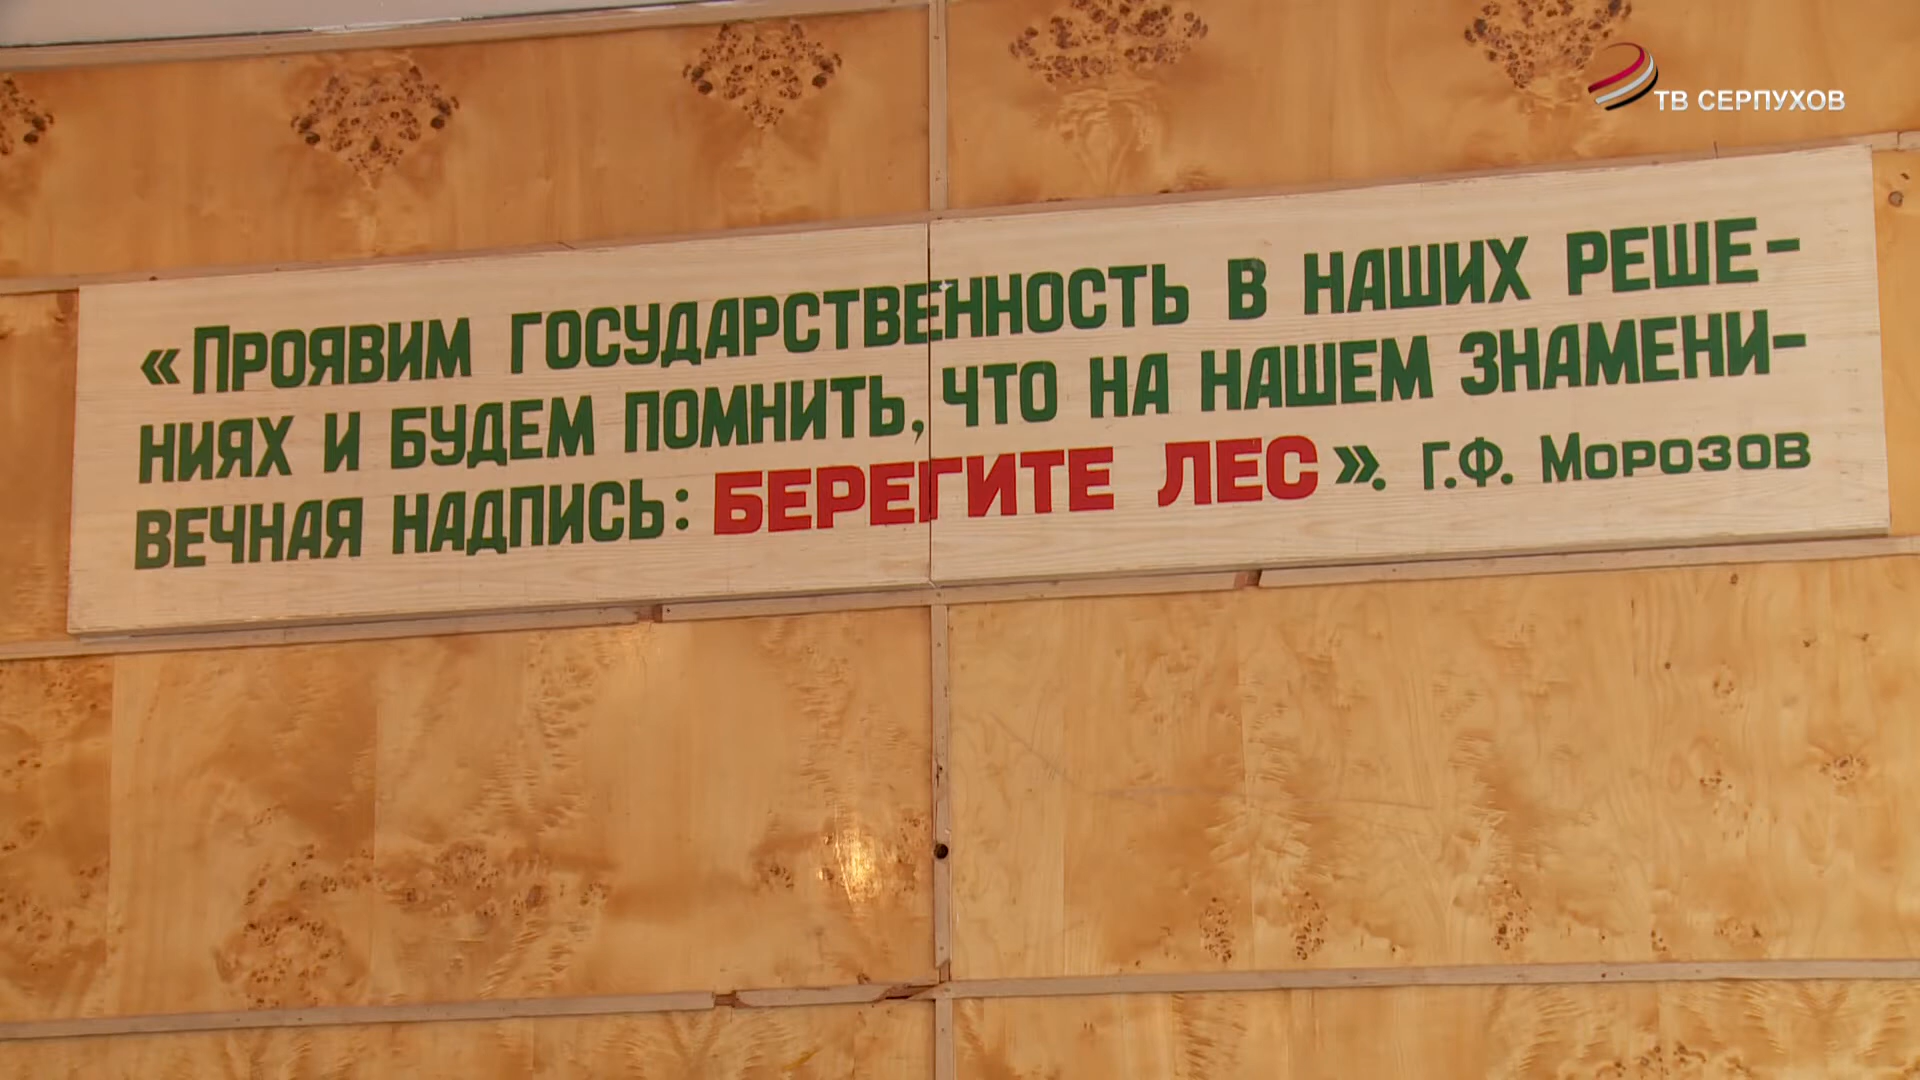 ТВ СЕРПУХОВ
«ПРОЯВИМ ГОСУДАРСТВЕННОСТЬ В НАШИХ РЕШЕ-
НИЯХ И БУДЕМ ПОМНИТЬ, ЧТО НА НАШЕМ ЗНАМЕНИ-
ВЕЧНАЯ НАДПИСЬ: БЕРЕГИТЕ ЛЕС». Г.Ф. МОРОЗОВ